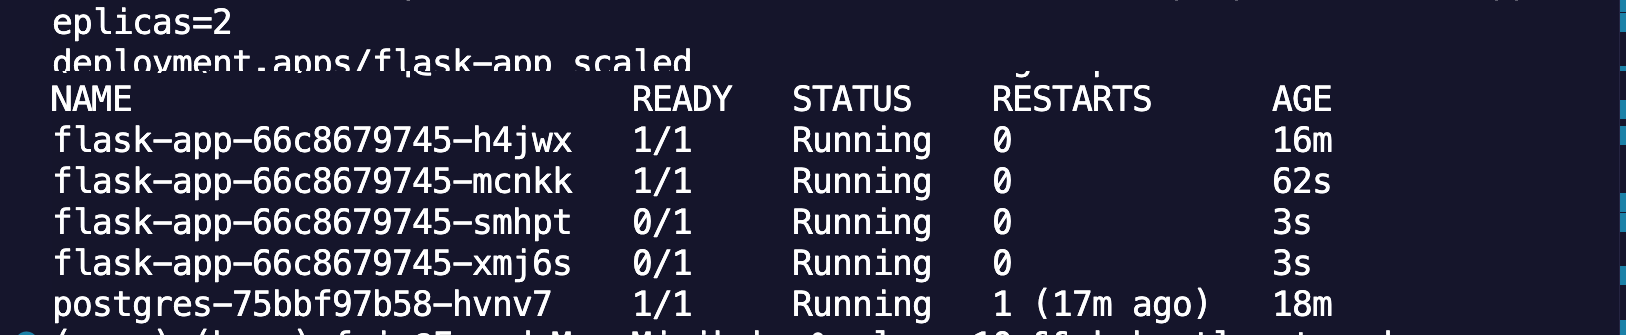 eplicas=2
deployment.apps/flask-app scaled
NAME READY STATUS RESTARTS AGE
flask-app-66c8679745-h4jwx 1/1 Running 0 16m
flask-app-66c8679745-mcnkk 1/1 Running 0 62s
flask-app-66c8679745-smhpt 0/1 Running 0 3s
flask-app-66c8679745-xmj6s 0/1 Running 0 3s
postgres-75bbf97b58-hvnv7 1/1 Running 1 (17m ago) 18m